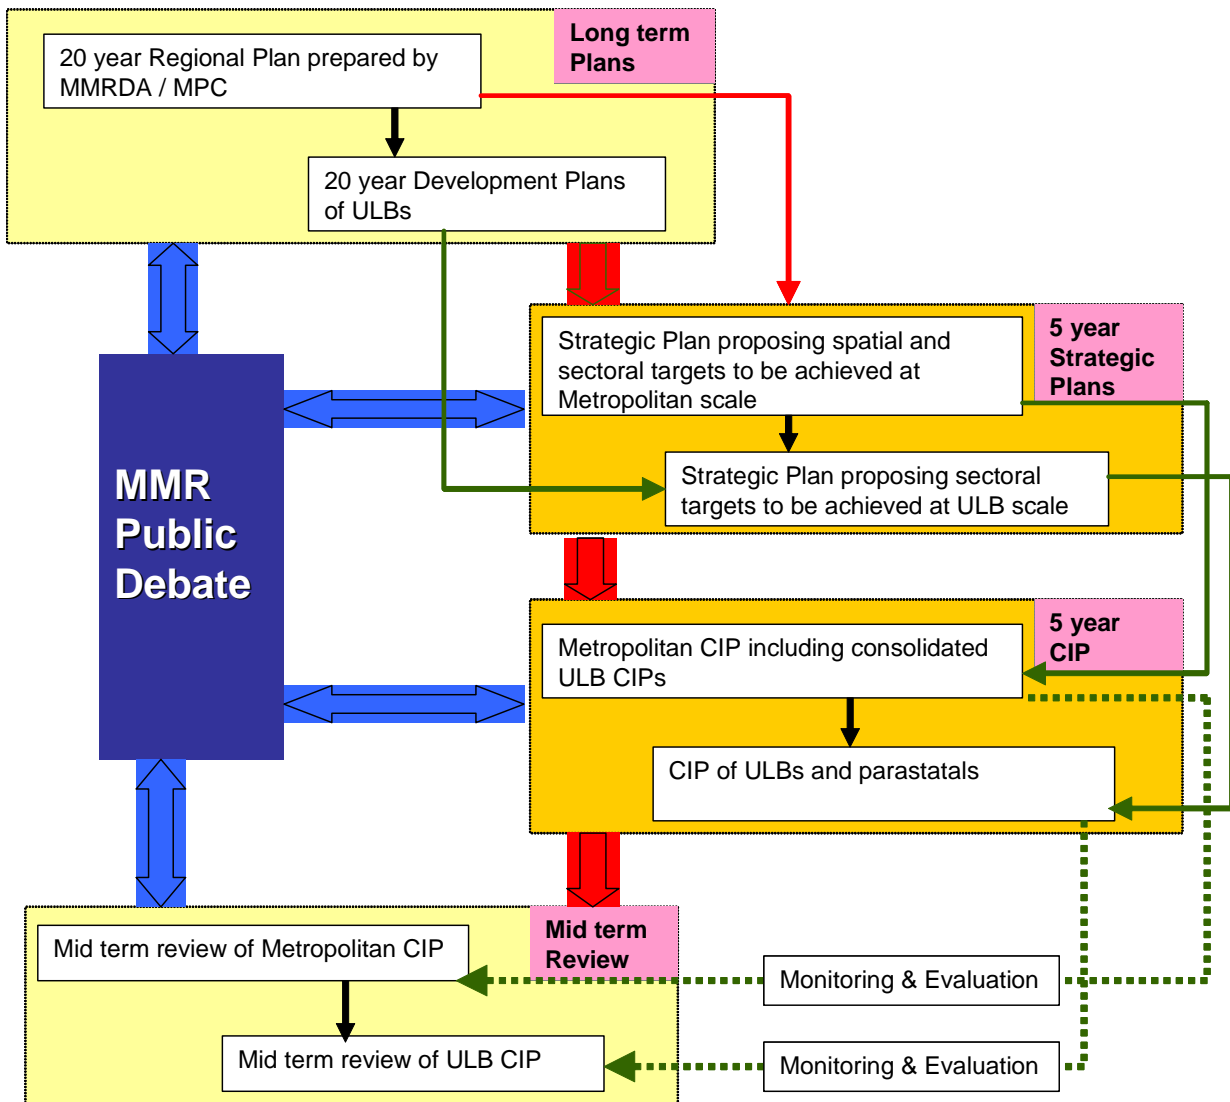 Long term
Plans
20 year Regional Plan prepared by
MMRDA / MPC
20 year Development Plans
of ULBs
5 year
Strategic
Plans
Strategic Plan proposing spatial and
sectoral targets to be achieved at
Metropolitan scale
Strategic Plan proposing sectoral
targets to be achieved at ULB scale
MMR
Public
Debate
5 year
CIP
Metropolitan CIP including consolidated
ULB CIPs
CIP of ULBs and parastatals
Mid term
Review
Mid term review of Metropolitan CIP
Monitoring & Evaluation
Mid term review of ULB CIP
Monitoring & Evaluation